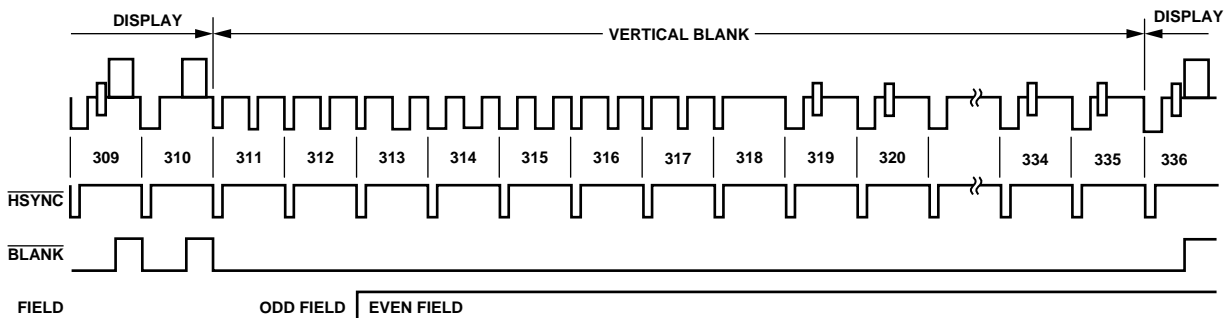 DISPLAY VERTICAL BLANK DISPLAY
309 310 311 312 313 314 315 316 317 318 319 320 334 335 336
HSYNC
BLANK
FIELD ODD FIELD EVEN FIELD